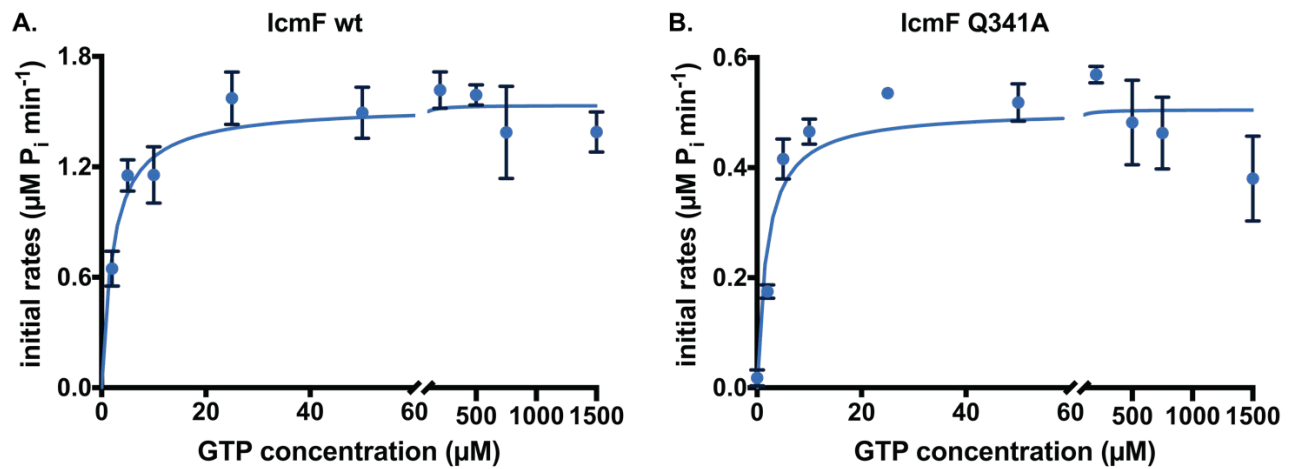 A.
IcmF wt
initial rates (µM Pi min-1)
1.8
1.2
0.6
0.0
0 20 40 60 500 1000 1500
GTP concentration (µM)
B.
IcmF Q341A
initial rates (µM Pi min-1)
0.6
0.4
0.2
0.0
0 20 40 60 500 1000 1500
GTP concentration (µM)